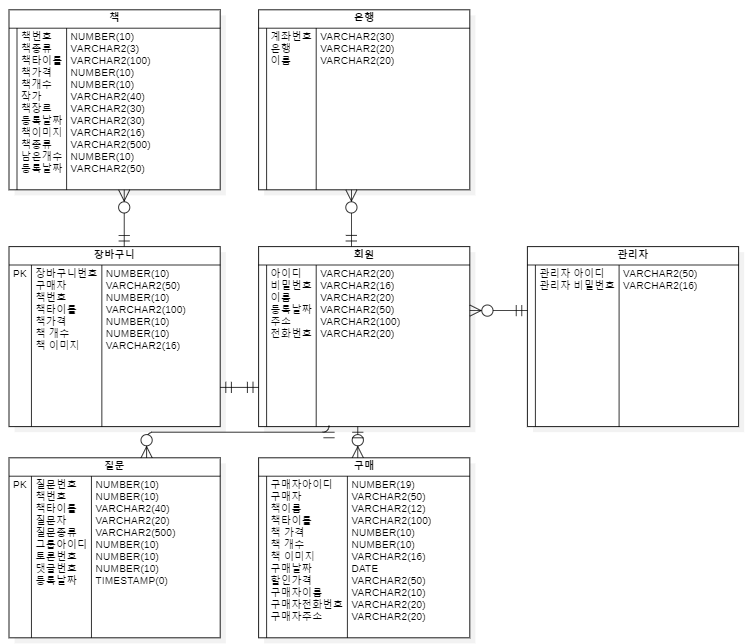 책
책번호 NUMBER(10)
책종류 VARCHAR2(3)
책타이틀 VARCHAR2(100)
책가격 NUMBER(10)
책개수 NUMBER(10)
작가 VARCHAR2(40)
책장르 VARCHAR2(30)
등록날짜 VARCHAR2(30)
책이미지 VARCHAR2(16)
책종류 VARCHAR2(500)
남은개수 NUMBER(10)
등록날짜 VARCHAR2(50)
은행
계좌번호 VARCHAR2(30)
은행 VARCHAR2(20)
이름 VARCHAR2(20)
장바구니
PK 장바구니번호 NUMBER(10)
구매자 VARCHAR2(50)
책번호 NUMBER(10)
책타이틀 VARCHAR2(100)
책가격 NUMBER(10)
책 개수 NUMBER(10)
책 이미지 VARCHAR2(16)
회원
아이디 VARCHAR2(20)
비밀번호 VARCHAR2(16)
이름 VARCHAR2(20)
등록날짜 VARCHAR2(50)
주소 VARCHAR2(100)
전화번호 VARCHAR2(20)
관리자
관리자 아이디 VARCHAR2(50)
관리자 비밀번호 VARCHAR2(16)
질문
PK 질문번호 NUMBER(10)
책번호 NUMBER(10)
책타이틀 VARCHAR2(40)
질문자 VARCHAR2(20)
질문종류 VARCHAR2(500)
그룹아이디 NUMBER(10)
토론번호 NUMBER(10)
댓글번호 NUMBER(10)
등록날짜 TIMESTAMP(0)
구매
구매자아이디 NUMBER(19)
구매자 VARCHAR2(50)
책이름 VARCHAR2(12)
책타이틀 VARCHAR2(100)
책 가격 NUMBER(10)
책 개수 NUMBER(10)
책 이미지 VARCHAR2(16)
구매날짜 DATE
할인가격 VARCHAR2(50)
구매자이름 VARCHAR2(10)
구매자전화번호 VARCHAR2(20)
구매자주소 VARCHAR2(20)